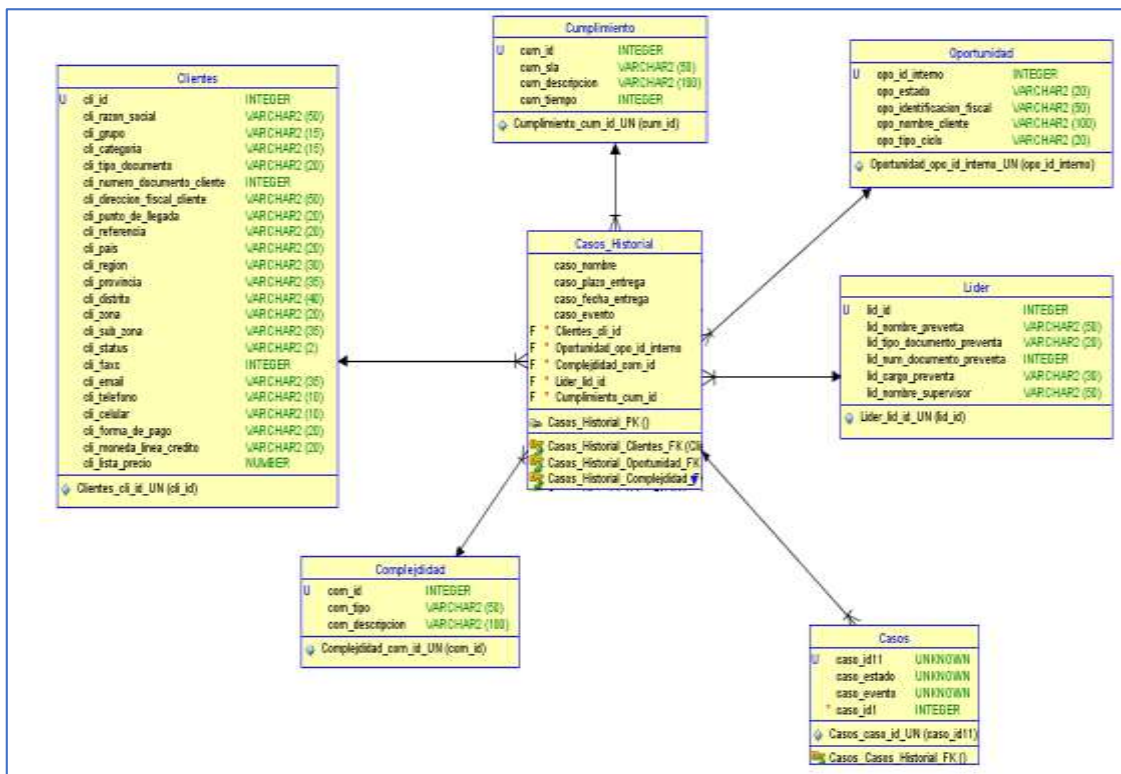 Cumplimiento
U cum_id INTEGER
cum_sla VARCHAR2 (50)
cum_descripcion VARCHAR2 (100)
cum_tiempo INTEGER
Cumplimiento_cum_id_UN (cum_id)
Oportunidad
U opo_id_interno INTEGER
opo_estado VARCHAR2 (20)
opo_identificacion_fiscal VARCHAR2 (50)
opo_nombre_cliente VARCHAR2 (100)
opo_tipo_ciclo VARCHAR2 (20)
Oportunidad_opo_id_interno_UN (opo_id_interno)
Clientes
U cli_id INTEGER
cli_razon_social VARCHAR2 (50)
cli_grupo VARCHAR2 (15)
cli_categoria VARCHAR2 (15)
cli_tipo_documento VARCHAR2 (20)
cli_numero_documento_cliente INTEGER
cli_direccion_fiscal_cliente VARCHAR2 (50)
cli_punto_de_llegada VARCHAR2 (20)
cli_referencia VARCHAR2 (20)
cli_pais VARCHAR2 (20)
cli_region VARCHAR2 (30)
cli_provincia VARCHAR2 (35)
cli_distrito VARCHAR2 (40)
cli_zona VARCHAR2 (20)
cli_sub_zona VARCHAR2 (35)
cli_status VARCHAR2 (2)
cli_faxc INTEGER
cli_email VARCHAR2 (35)
cli_telefono VARCHAR2 (10)
cli_celular VARCHAR2 (10)
cli_forma_de_pago VARCHAR2 (20)
cli_moneda_linea_credito VARCHAR2 (20)
cli_lista_precio NUMBER
Clientes_cli_id_UN (cli_id)
Casos_Historial
caso_nombre
caso_plazo_entrega
caso_fecha_entrega
caso_evento
F * Clientes_cli_id
F * Oportunidad_opo_id_interno
F * Complejdidad_com_id
F * Lider_lid_id
F * Cumplimiento_cum_id
Casos_Historial_PK ()
Casos_Historial_Clientes_FK (Cli
Casos_Historial_Oportunidad_FK
Casos_Historial_Complejdidad_
Lider
U lid_id INTEGER
lid_nombre_preventa VARCHAR2 (50)
lid_tipo_documento_preventa VARCHAR2 (20)
lid_num_documento_preventa INTEGER
lid_cargo_preventa VARCHAR2 (30)
lid_nombre_supervisor VARCHAR2 (50)
Lider_lid_id_UN (lid_id)
Complejdidad
U com_id INTEGER
com_tipo VARCHAR2 (50)
com_descripcion VARCHAR2 (100)
Complejdidad_com_id_UN (com_id)
Casos
U caso_id11 UNKNOWN
caso_estado UNKNOWN
caso_evento UNKNOWN
* caso_id1 INTEGER
Casos_caso_id_UN (caso_id11)
Casos_Casos_Historial_FK ()